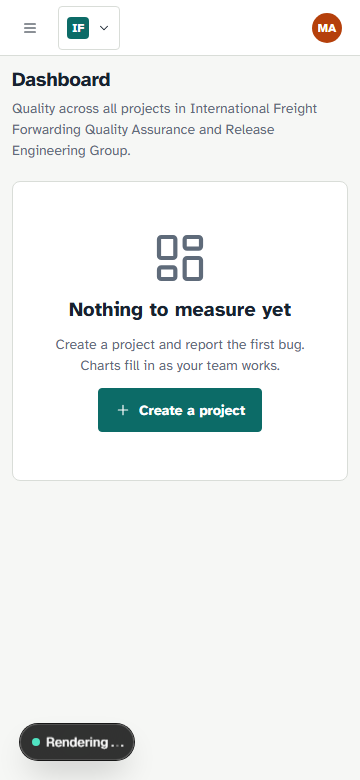 IF
MA
Dashboard
Quality across all projects in International Freight
Forwarding Quality Assurance and Release
Engineering Group.
Nothing to measure yet
Create a project and report the first bug.
Charts fill in as your team works.
Create a project
Rendering ...